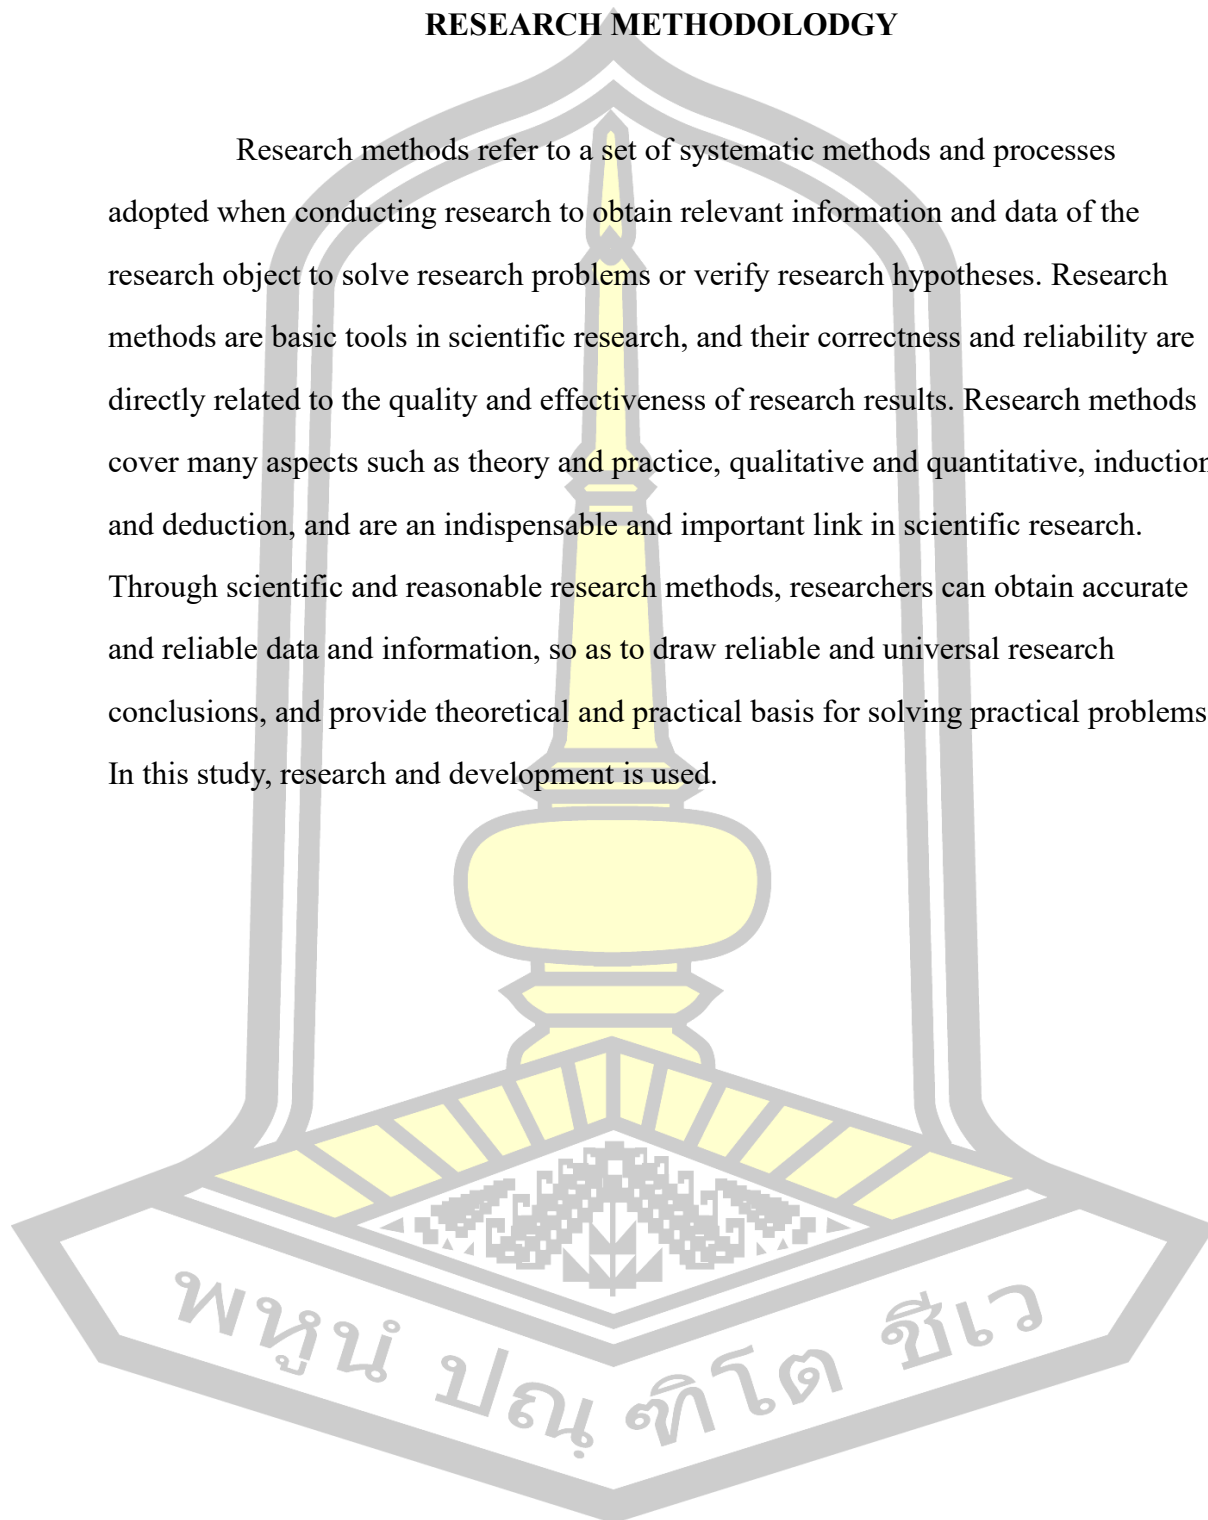 RESEARCH METHODOLODGY
Research methods refer to a set of systematic methods and processes
adopted when conducting research to obtain relevant information and data of the
research object to solve research problems or verify research hypotheses. Research
methods are basic tools in scientific research, and their correctness and reliability are
directly related to the quality and effectiveness of research results. Research methods
cover many aspects such as theory and practice, qualitative and quantitative, induction
and deduction, and are an indispensable and important link in scientific research.
Through scientific and reasonable research methods, researchers can obtain accurate
and reliable data and information, so as to draw reliable and universal research
conclusions, and provide theoretical and practical basis for solving practical problems
In this study, research and development is used.
พหูนํ ปณฺฑิโต ชีเว